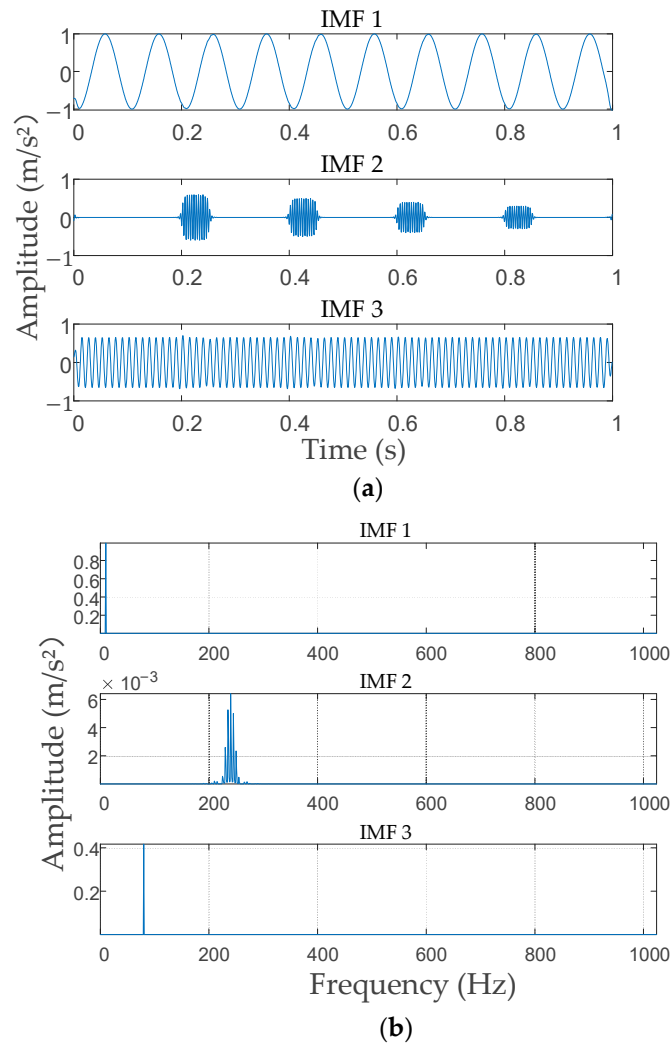 IMF 1
1
0
−1
0 0.2 0.4 0.6 0.8 1
IMF 2
1
0
−1
0 0.2 0.4 0.6 0.8 1
IMF 3
1
0
−1
0 0.2 0.4 0.6 0.8 1
Amplitude (m/s²)
Time (s)
(a)
IMF 1
0.8
0.6
0.4
0.2
0 200 400 600 800 1000
× 10⁻³
IMF 2
6
4
2
0 200 400 600 800 1000
IMF 3
0.4
0.2
0 200 400 600 800 1000
Amplitude (m/s²)
Frequency (Hz)
(b)